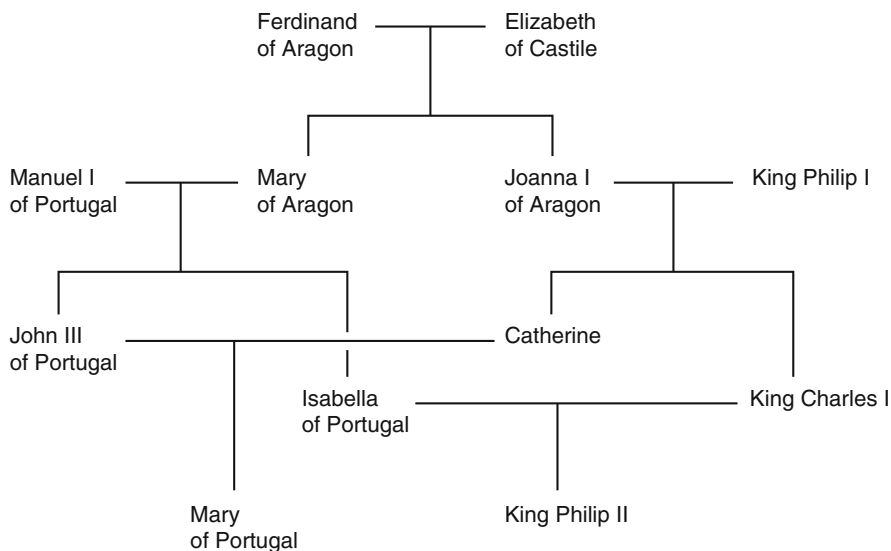 Ferdinand
of Aragon
Elizabeth
of Castile
Manuel I
of Portugal
Mary
of Aragon
Joanna I
of Aragon
King Philip I
John III
of Portugal
Catherine
Isabella
of Portugal
King Charles I
Mary
of Portugal
King Philip II